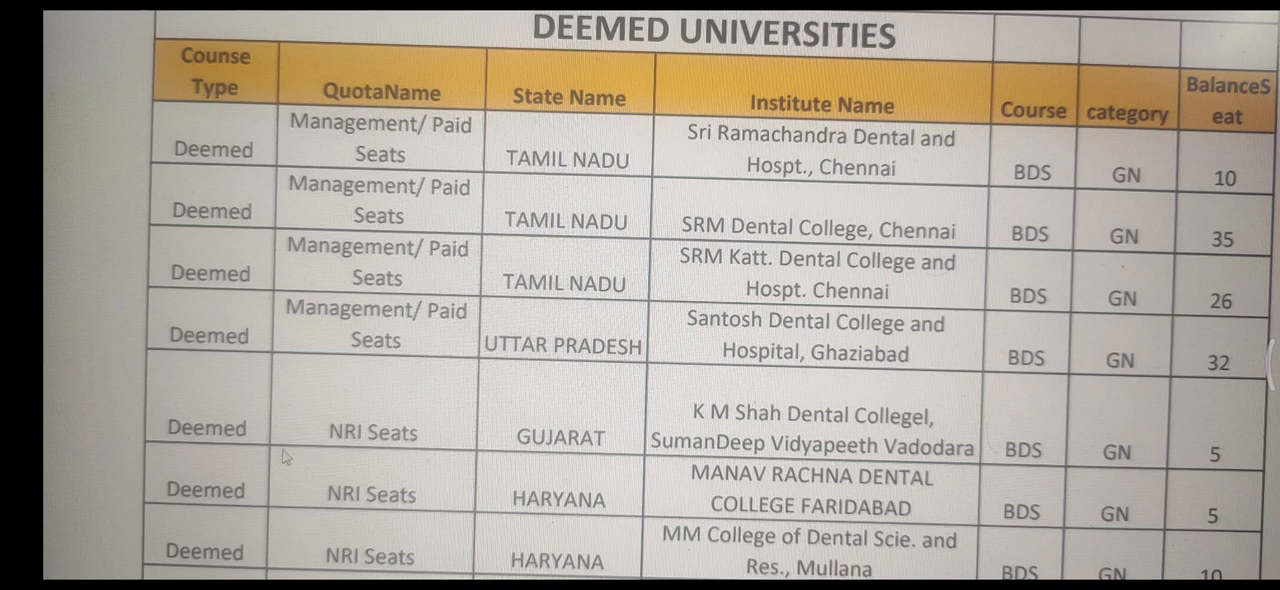 DEEMED UNIVERSITIES
Counse Type QuotaName State Name Institute Name Course category BalanceS eat
Deemed Management/ Paid Seats TAMIL NADU Sri Ramachandra Dental and Hospt., Chennai BDS GN 10
Deemed Management/ Paid Seats TAMIL NADU SRM Dental College, Chennai BDS GN 35
Deemed Management/ Paid Seats TAMIL NADU SRM Katt. Dental College and Hospt. Chennai BDS GN 26
Deemed Management/ Paid Seats UTTAR PRADESH Santosh Dental College and Hospital, Ghaziabad BDS GN 32
Deemed NRI Seats GUJARAT K M Shah Dental Collegel, SumanDeep Vidyapeeth Vadodara BDS GN 5
Deemed NRI Seats HARYANA MANAV RACHNA DENTAL COLLEGE FARIDABAD BDS GN 5
Deemed NRI Seats HARYANA MM College of Dental Scie. and Res., Mullana BDS GN 10